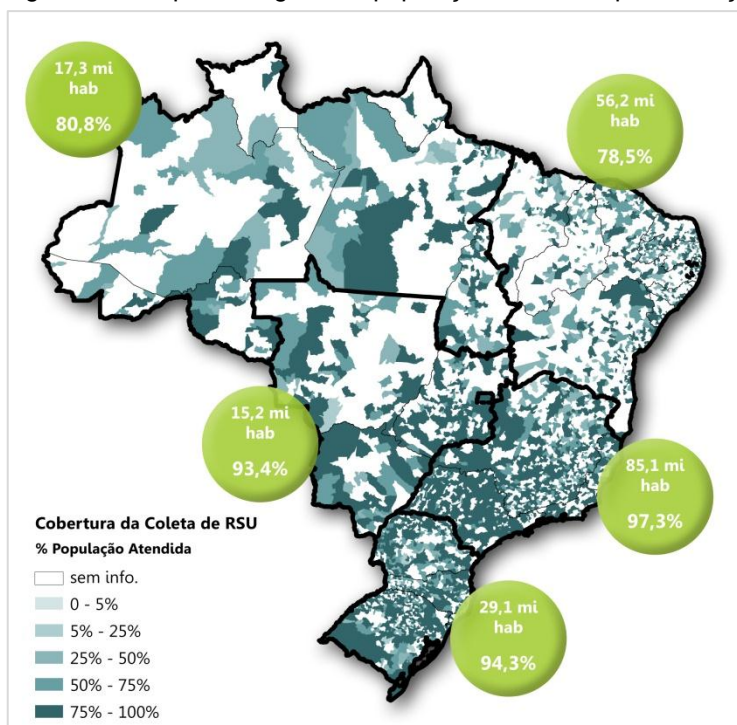 17,3 mi
hab
80,8%
56,2 mi
hab
78,5%
15,2 mi
hab
93,4%
85,1 mi
hab
97,3%
29,1 mi
hab
94,3%
Cobertura da Coleta de RSU
% População Atendida
sem info.
0 - 5%
5% - 25%
25% - 50%
50% - 75%
75% - 100%